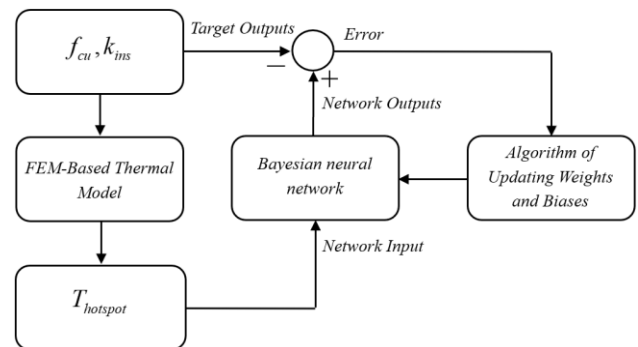 f_cu, k_ins
Target Outputs
Error
−
+
Network Outputs
FEM-Based Thermal
Model
Bayesian neural
network
Algorithm of
Updating Weights
and Biases
Network Input
T_hotspot